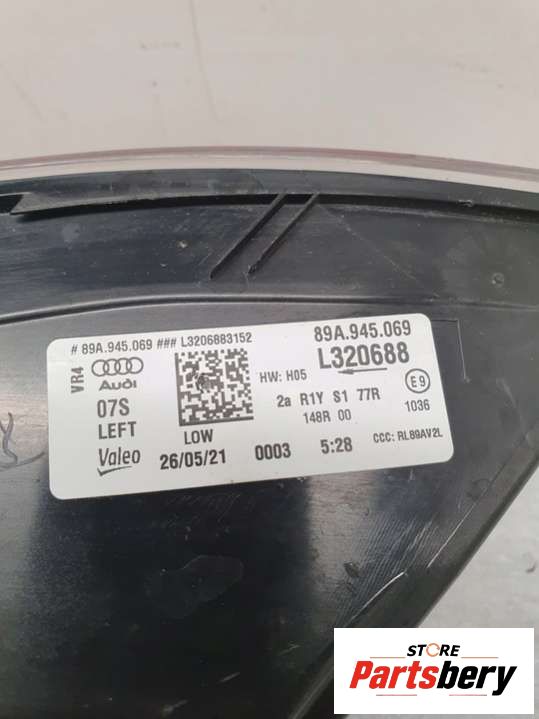 # 89A.945.069 ### L3206883152
89A.945.069
VR4
Audi
HW: H05
L320688
07S
2a R1Y S1 77R
E9
LEFT
148R 00
1036
LOW
Valeo
26/05/21 0003 5:28
CCC: RL89AV2L
STORE
Partsbery